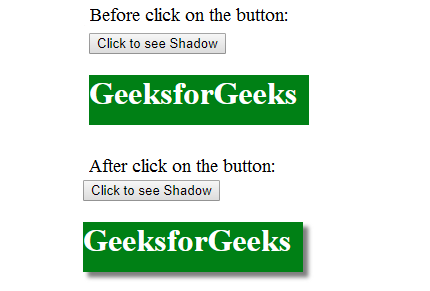 Before click on the button:
Click to see Shadow
GeeksforGeeks
After click on the button:
Click to see Shadow
GeeksforGeeks